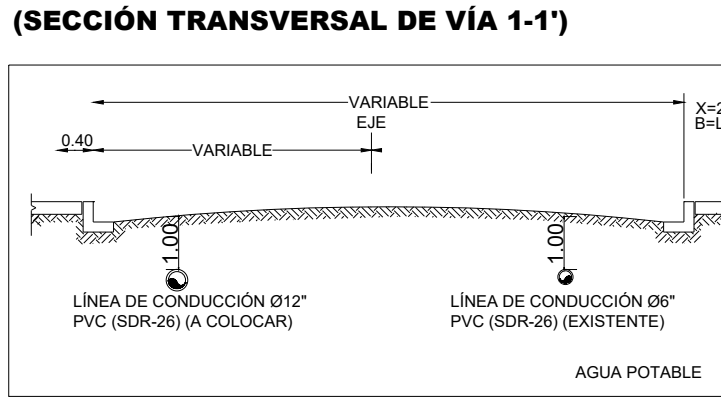 (SECCIÓN TRANSVERSAL DE VÍA 1-1')
VARIABLE
EJE
X=2
B=L
0.40
VARIABLE
1.00
1.00
LÍNEA DE CONDUCCIÓN Ø12"
PVC (SDR-26) (A COLOCAR)
LÍNEA DE CONDUCCIÓN Ø6"
PVC (SDR-26) (EXISTENTE)
AGUA POTABLE